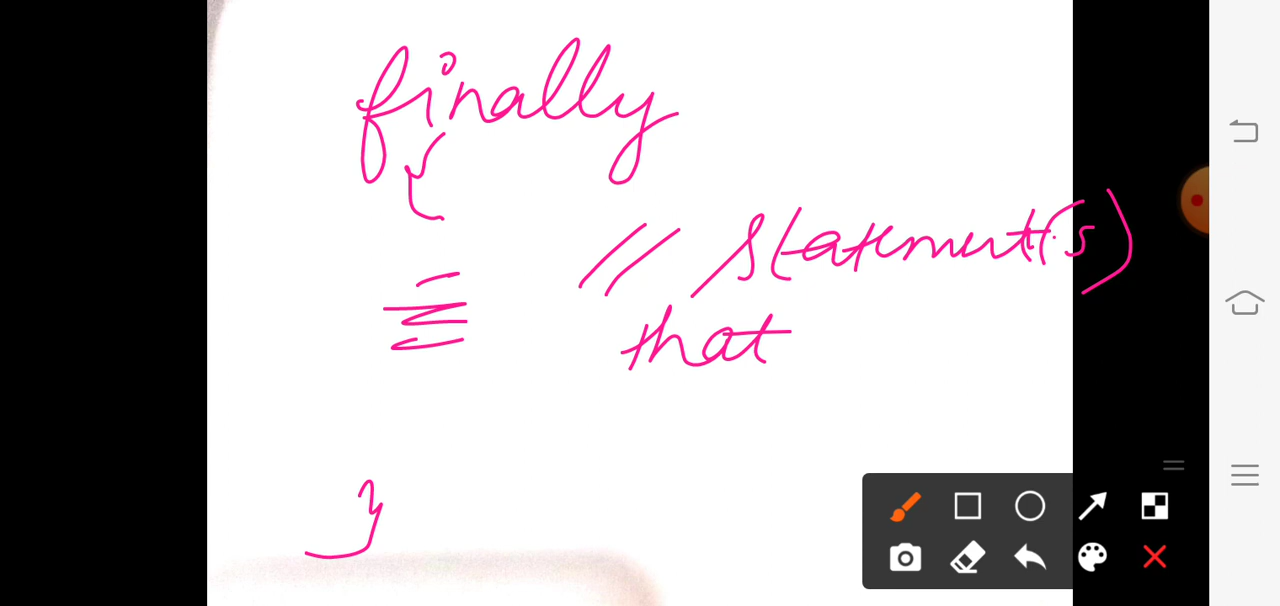 finally
{
// statement(s)
that
}